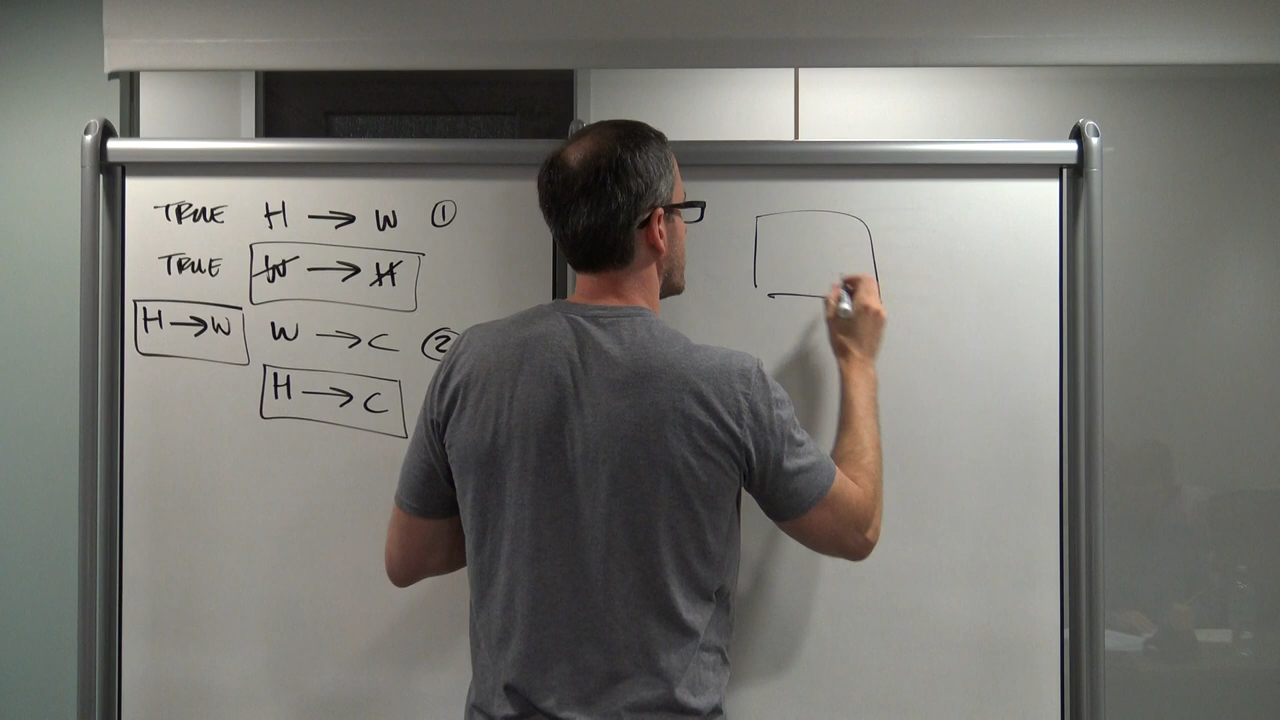 TRUE H → W ①
TRUE W̶ → H̶
H → W W → C ②
H → C